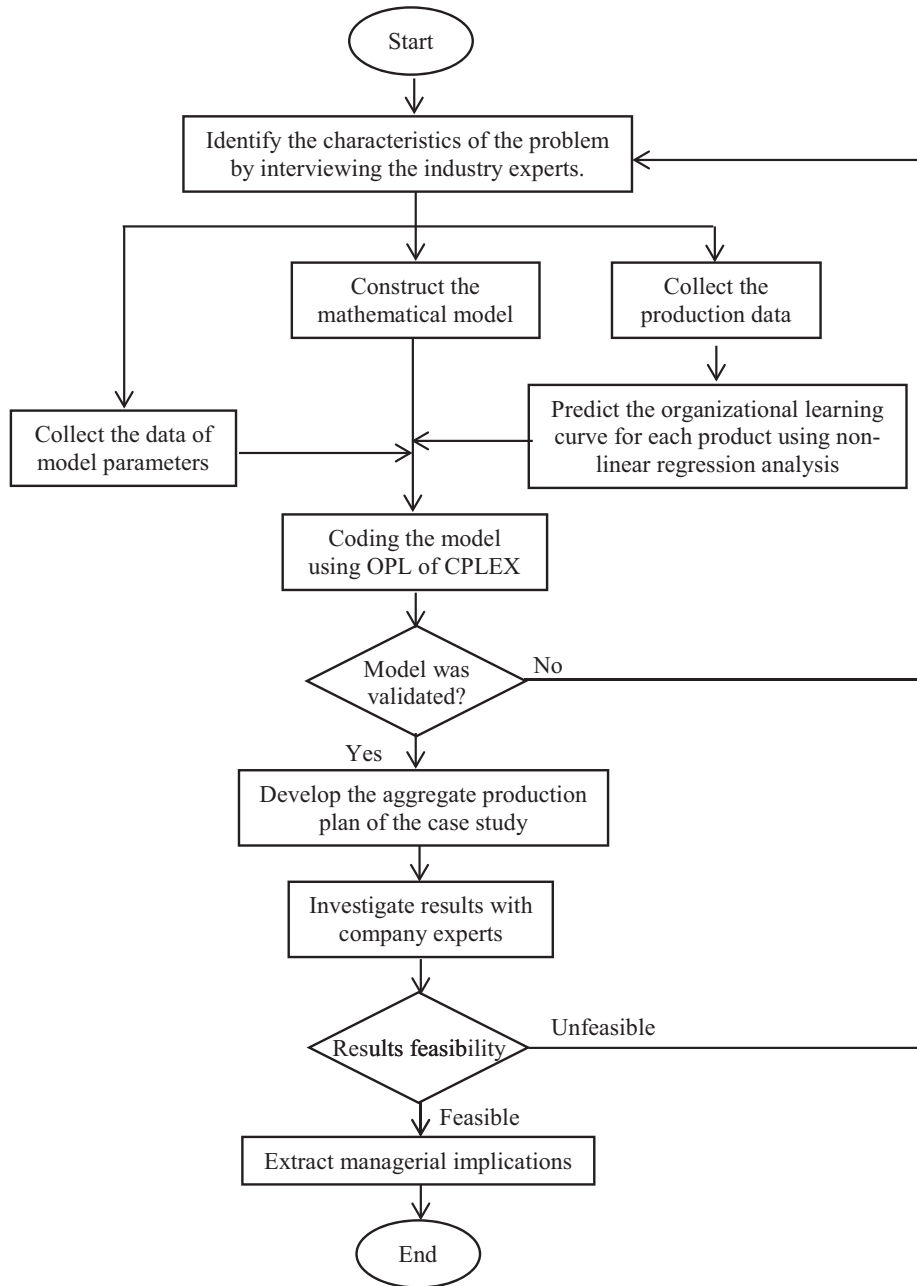 Start
Identify the characteristics of the problem
by interviewing the industry experts.
Construct the
mathematical model
Collect the
production data
Collect the data of
model parameters
Predict the organizational learning
curve for each product using non-
linear regression analysis
Coding the model
using OPL of CPLEX
Model was
validated?
No
Yes
Develop the aggregate production
plan of the case study
Investigate results with
company experts
Results feasibility
Unfeasible
Feasible
Extract managerial implications
End